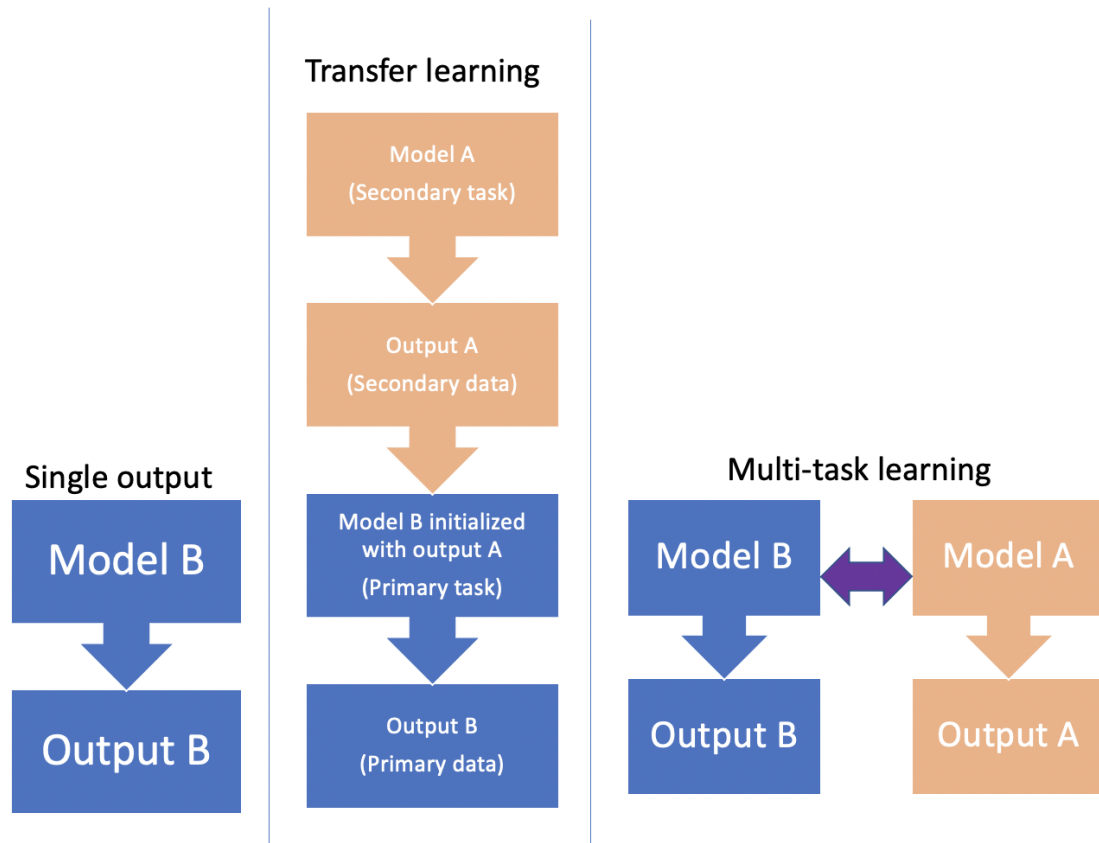 Single output
Model B
Output B
Transfer learning
Model A
(Secondary task)
Output A
(Secondary data)
Model B initialized
with output A
(Primary task)
Output B
(Primary data)
Multi-task learning
Model B
Model A
Output B
Output A